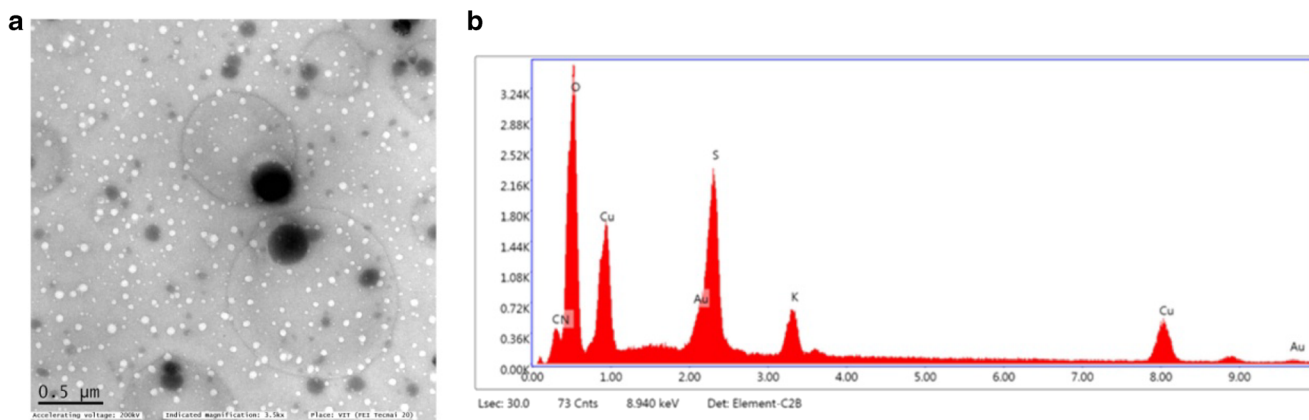 a
b
0.5 µm
Accelerating voltage: 200kV Indicated magnification: 3.5kx Place: VIT (FEI Tecnai 20)
3.24K
2.88K
2.52K
2.16K
1.80K
1.44K
1.08K
0.72K
0.36K
0.00K
O
S
Cu
Au
K
C N
Cu
Au
0.00 1.00 2.00 3.00 4.00 5.00 6.00 7.00 8.00 9.00
Lsec: 30.0 73 Cnts 8.940 keV Det: Element-C2B